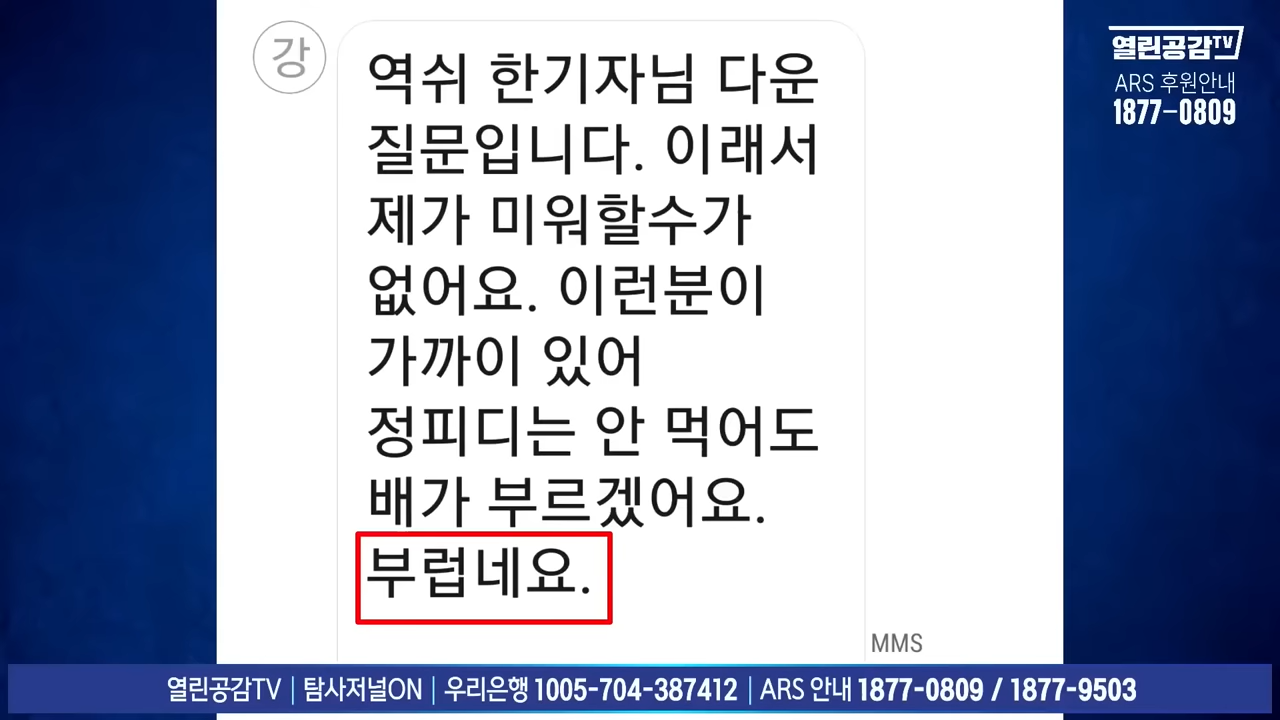 강
역쉬 한기자님 다운
질문입니다. 이래서
제가 미워할수가
없어요. 이런분이
가까이 있어
정피디는 안 먹어도
배가 부르겠어요.
부럽네요.
MMS
열린공감TV
ARS 후원안내
1877-0809
열린공감TV | 탐사저널ON | 우리은행 1005-704-387412 | ARS 안내 1877-0809 / 1877-9503